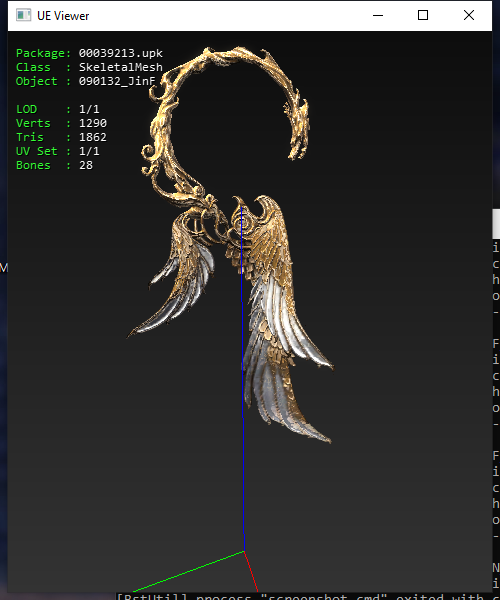 UE Viewer
Package: 00039213.upk
Class : SkeletalMesh
Object : 090132_JinF
LOD : 1/1
Verts : 1290
Tris : 1862
UV Set : 1/1
Bones : 28
M
i
c
h
o
-
F
i
c
h
o
-
F
i
c
h
o
-
N
i
[RstUtil] process "screenshot.cmd" exited with c